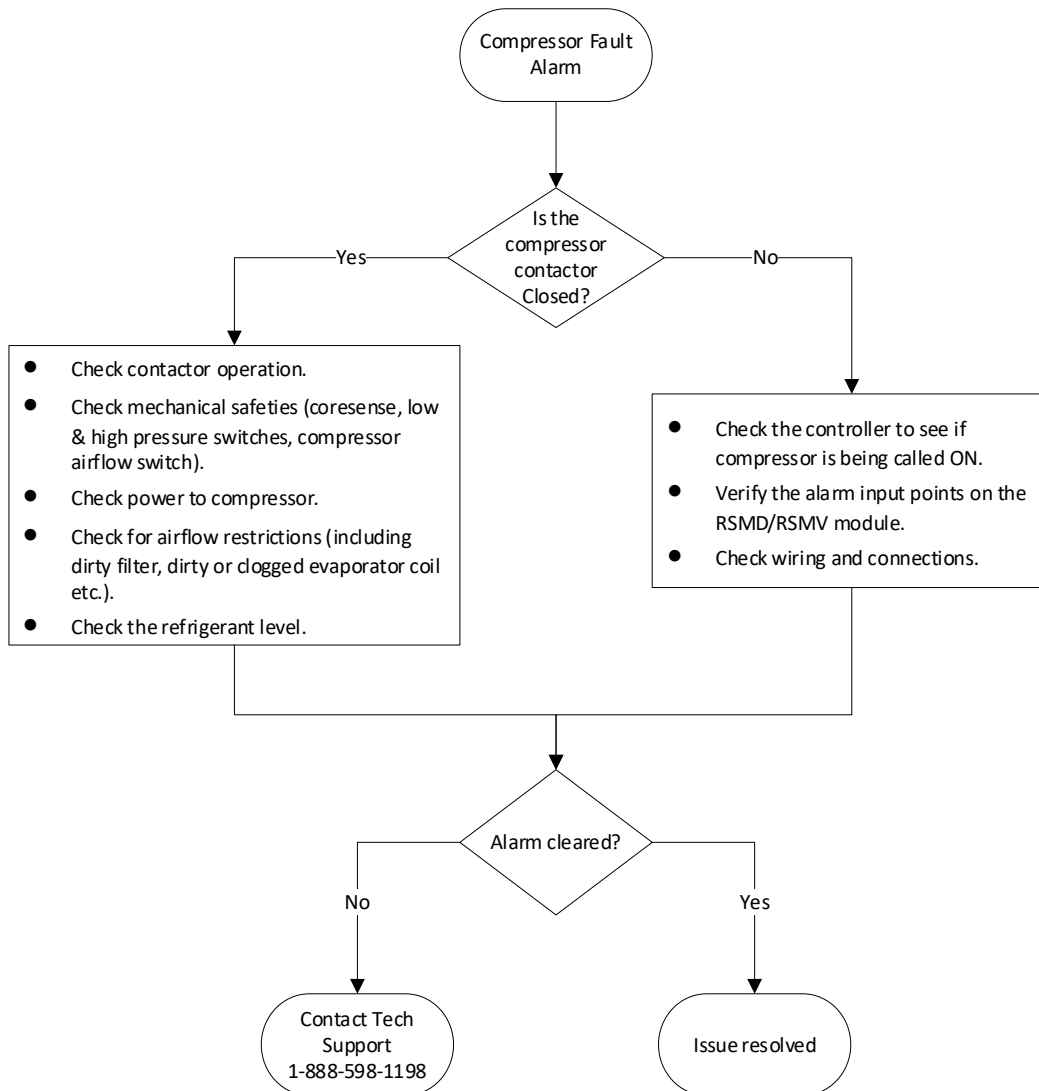 Compressor Fault
Alarm
Is the
compressor
contactor
Closed?
Yes
No
● Check contactor operation.
● Check mechanical safeties (coresense, low
& high pressure switches, compressor
airflow switch).
● Check power to compressor.
● Check for airflow restrictions (including
dirty filter, dirty or clogged evaporator coil
etc.).
● Check the refrigerant level.
● Check the controller to see if
compressor is being called ON.
● Verify the alarm input points on the
RSMD/RSMV module.
● Check wiring and connections.
Alarm cleared?
No
Yes
Contact Tech
Support
1-888-598-1198
Issue resolved